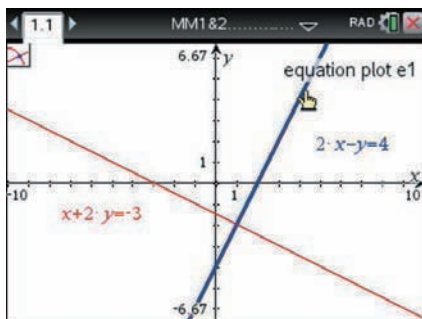 1.1 MM1&2............. RAD
6.67 y
equation plot e1
2· x−y=4
1
x
-10 1 10
x+2· y=-3
-6.67